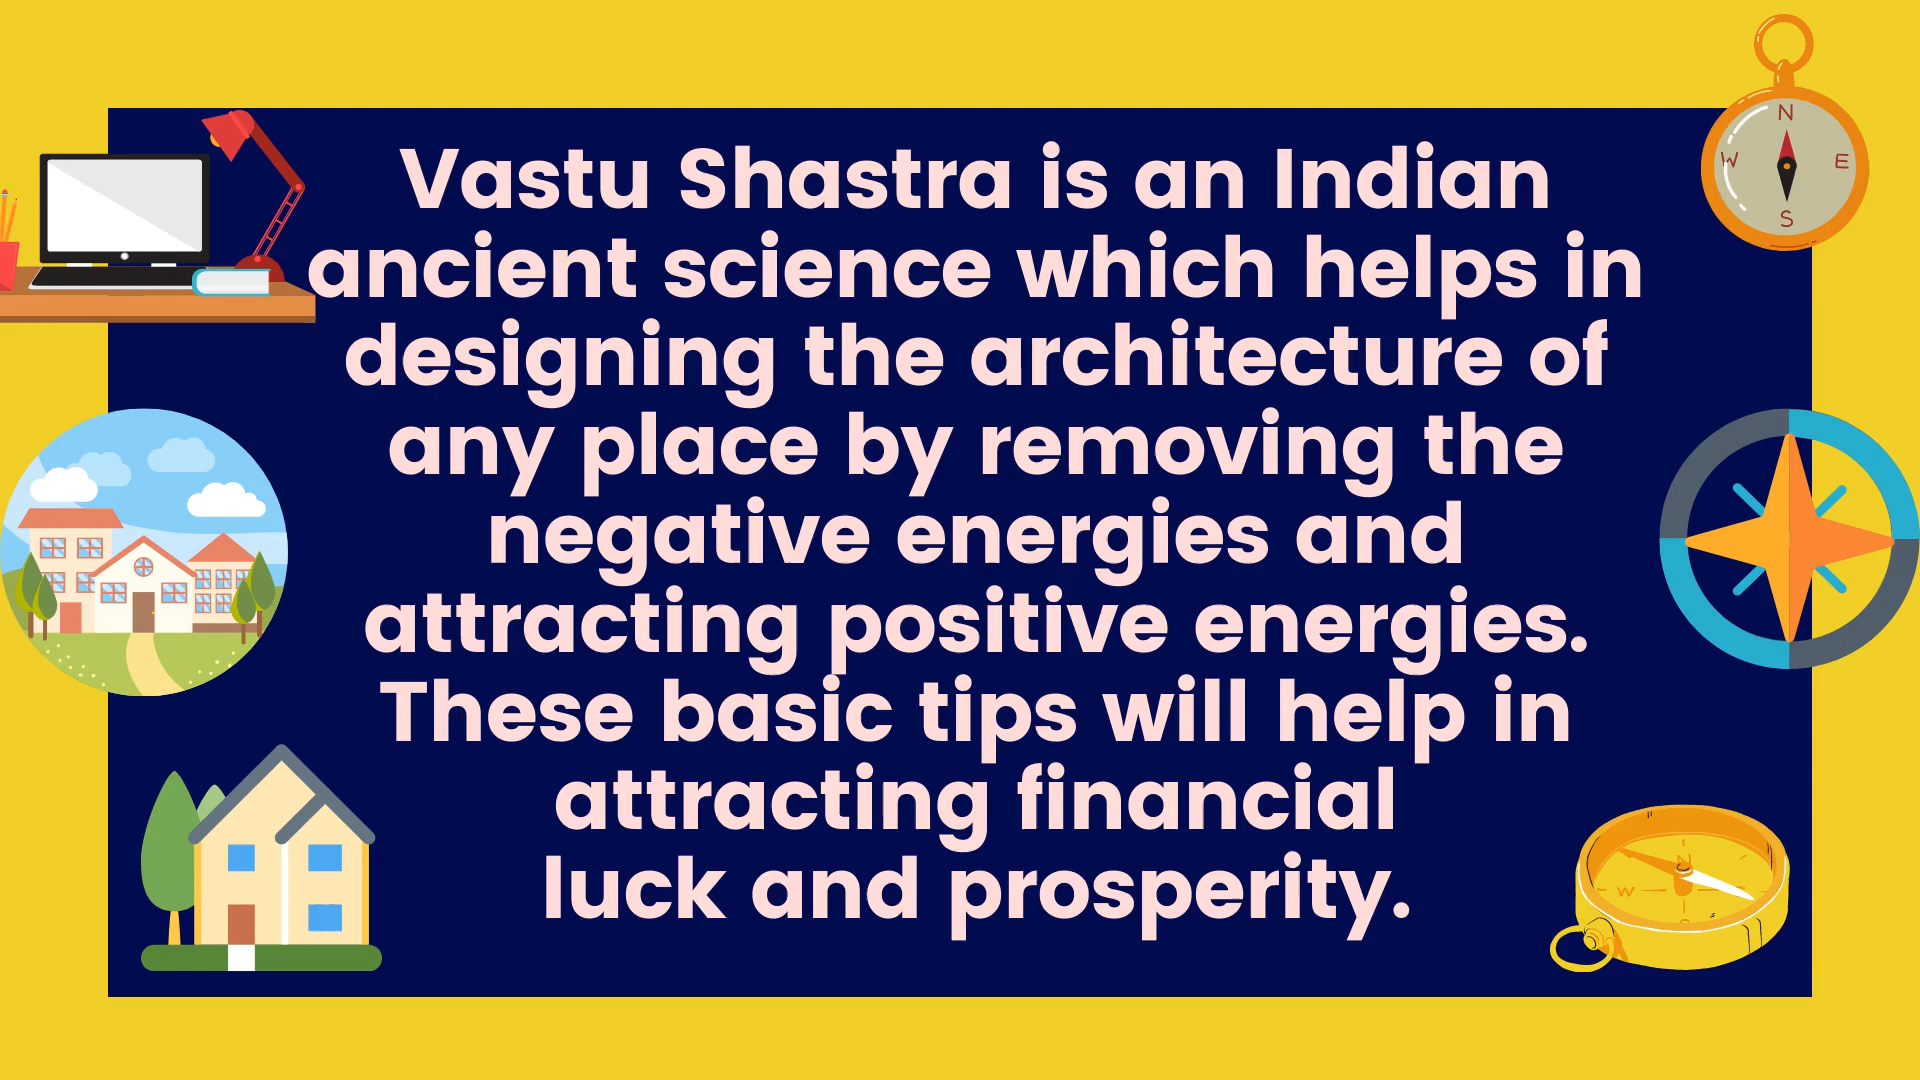 Vastu Shastra is an Indian
ancient science which helps in
designing the architecture of
any place by removing the
negative energies and
attracting positive energies.
These basic tips will help in
attracting financial
luck and prosperity.
N
W
E
S
N
W